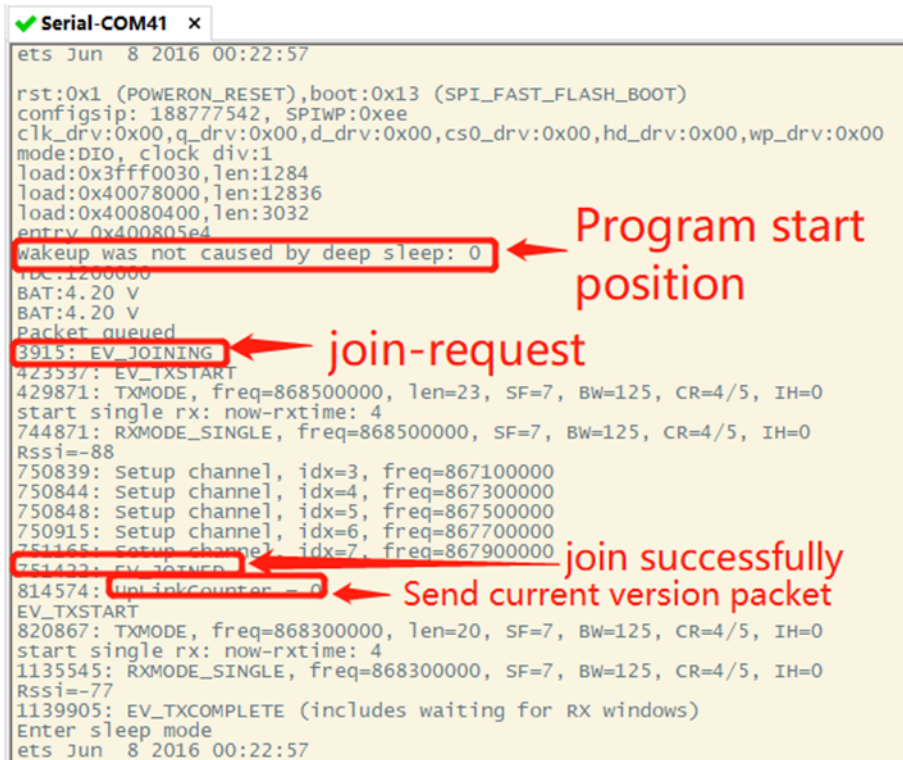 Serial-COM41 ×
ets Jun 8 2016 00:22:57
rst:0x1 (POWERON_RESET),boot:0x13 (SPI_FAST_FLASH_BOOT)
configsip: 188777542, SPIWP:0xee
clk_drv:0x00,q_drv:0x00,d_drv:0x00,cs0_drv:0x00,hd_drv:0x00,wp_drv:0x00
mode:DIO, clock div:1
load:0x3fff0030,len:1284
load:0x40078000,len:12836
load:0x40080400,len:3032
entry 0x400805e4
Wakeup was not caused by deep sleep: 0
Program start
position
TDC:1200000
BAT:4.20 V
BAT:4.20 V
Packet queued
3915: EV_JOINING
join-request
423537: EV_TXSTART
429871: TXMODE, freq=868500000, len=23, SF=7, BW=125, CR=4/5, IH=0
start single rx: now-rxtime: 4
744871: RXMODE_SINGLE, freq=868500000, SF=7, BW=125, CR=4/5, IH=0
Rssi=-88
750839: Setup channel, idx=3, freq=867100000
750844: Setup channel, idx=4, freq=867300000
750848: Setup channel, idx=5, freq=867500000
750915: Setup channel, idx=6, freq=867700000
751165: Setup channel, idx=7, freq=867900000
751422: EV_JOINED
join successfully
814574: UpLinkCounter = 0
Send current version packet
EV_TXSTART
820867: TXMODE, freq=868300000, len=20, SF=7, BW=125, CR=4/5, IH=0
start single rx: now-rxtime: 4
1135545: RXMODE_SINGLE, freq=868300000, SF=7, BW=125, CR=4/5, IH=0
Rssi=-77
1139905: EV_TXCOMPLETE (includes waiting for RX windows)
Enter sleep mode
ets Jun 8 2016 00:22:57